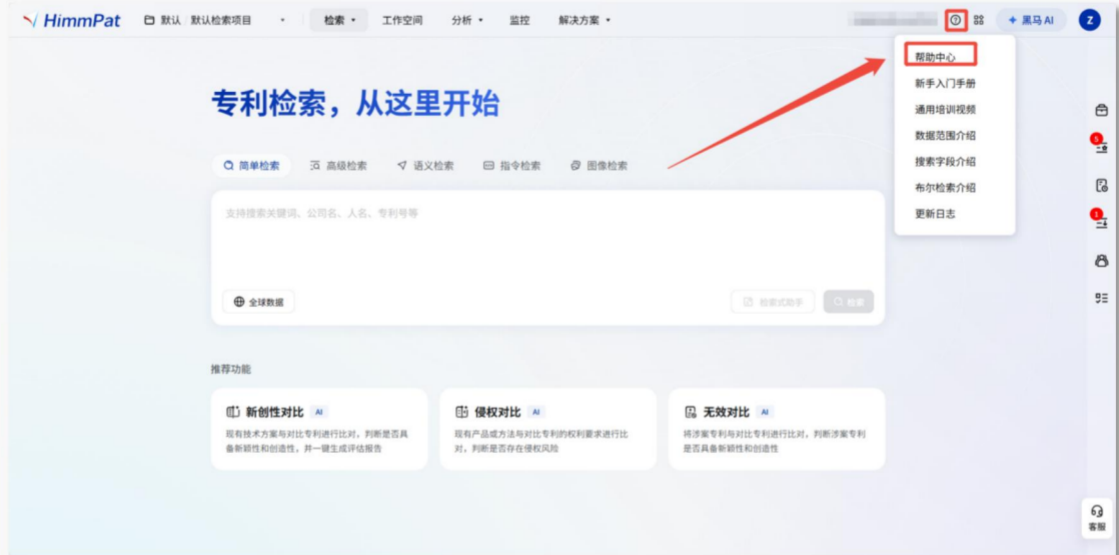 HimmPat 默认 默认检索项目 检索 工作空间 分析 监控 解决方案 黑马 AI Z
帮助中心
新手入门手册
通用培训视频
数据范围介绍
搜索字段介绍
布尔检索介绍
更新日志
专利检索，从这里开始
简单检索 高级检索 语义检索 指令检索 图像检索
支持搜索关键词、公司名、人名、专利号等
全球数据 检索式助手 检索
5
1
推荐功能
新创性对比 AI
现有技术方案与对比专利进行比对，判断是否具
备新颖性和创造性，并一键生成评估报告
侵权对比 AI
现有产品或方法与对比专利的权利要求进行比
对，判断是否存在侵权风险
无效对比 AI
将涉案专利与对比专利进行比对，判断涉案专利
是否具备新颖性和创造性
客服